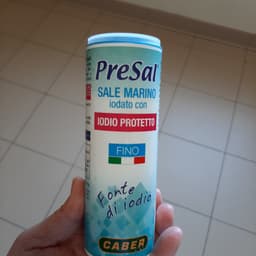 PreSal
SALE MARINO
iodato con
IODIO PROTETTO
FINO
Fonte
di iodio
CABER